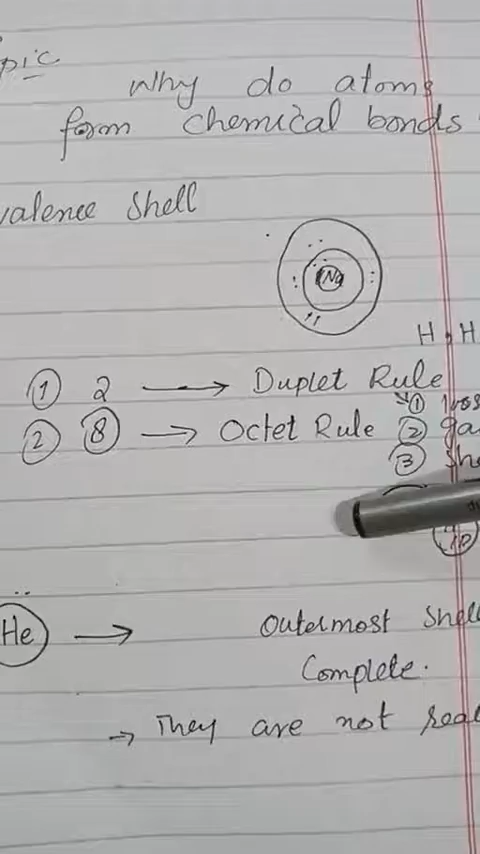 Why do atoms
form chemical bonds
valence Shell
Na
H H
① 2 → Duplet Rule
② ⑧ → Octet Rule
①
②
③
He → Outermost Shell
Complete.
→ They are not